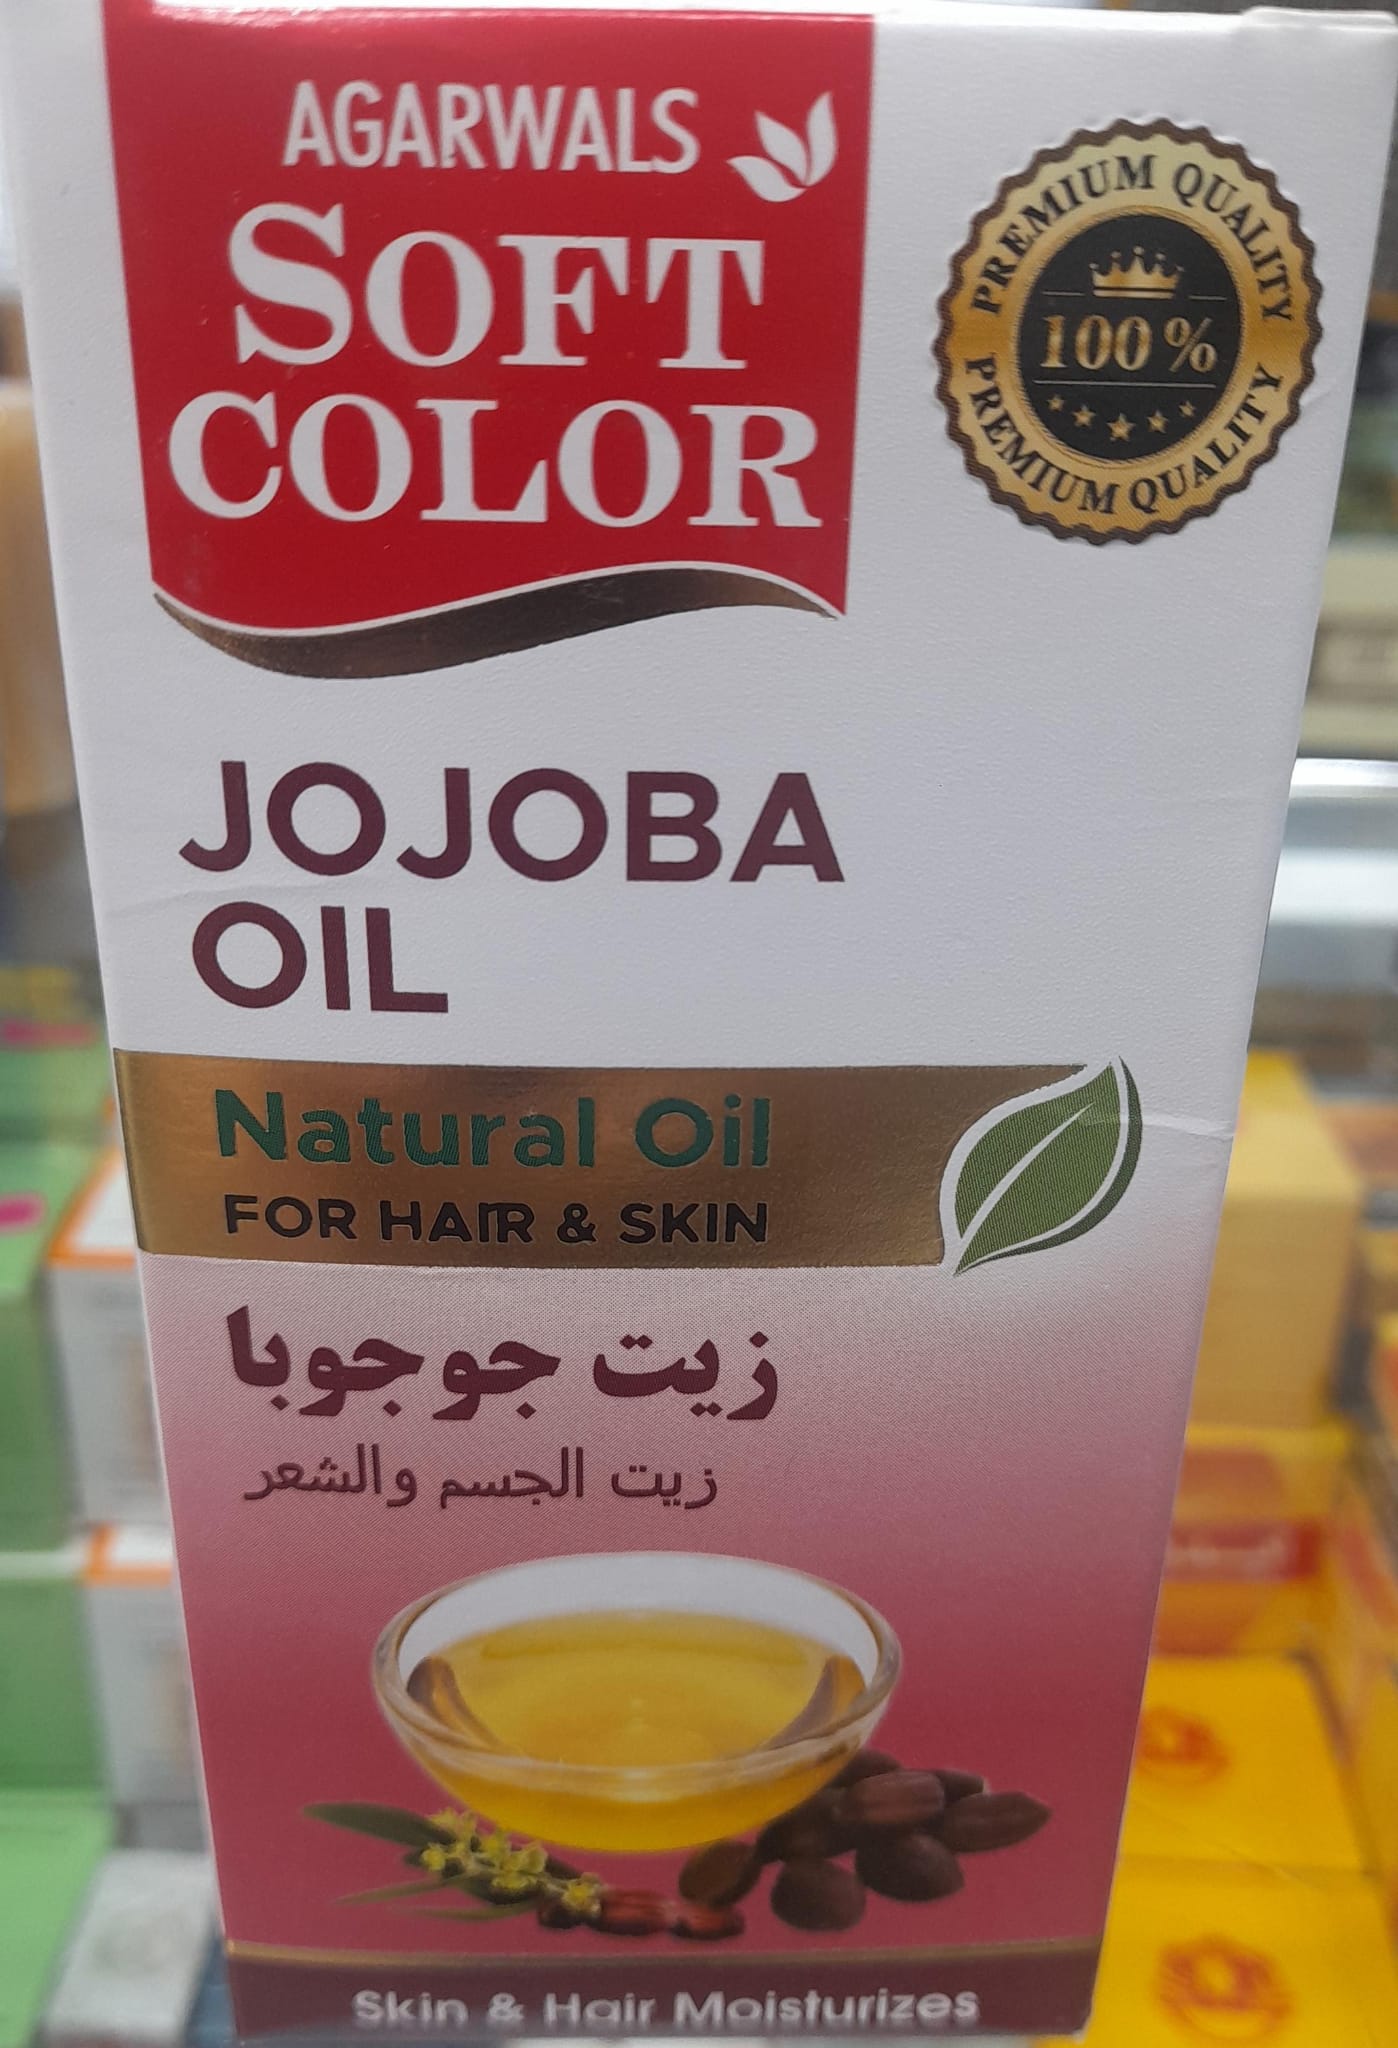 AGARWALS
SOFT
COLOR
PREMIUM QUALITY
100 %
PREMIUM QUALITY
JOJOBA
OIL
Natural Oil
FOR HAIR & SKIN
زيت جوجوبا
زيت الجسم والشعر
Skin & Hair Moisturizes